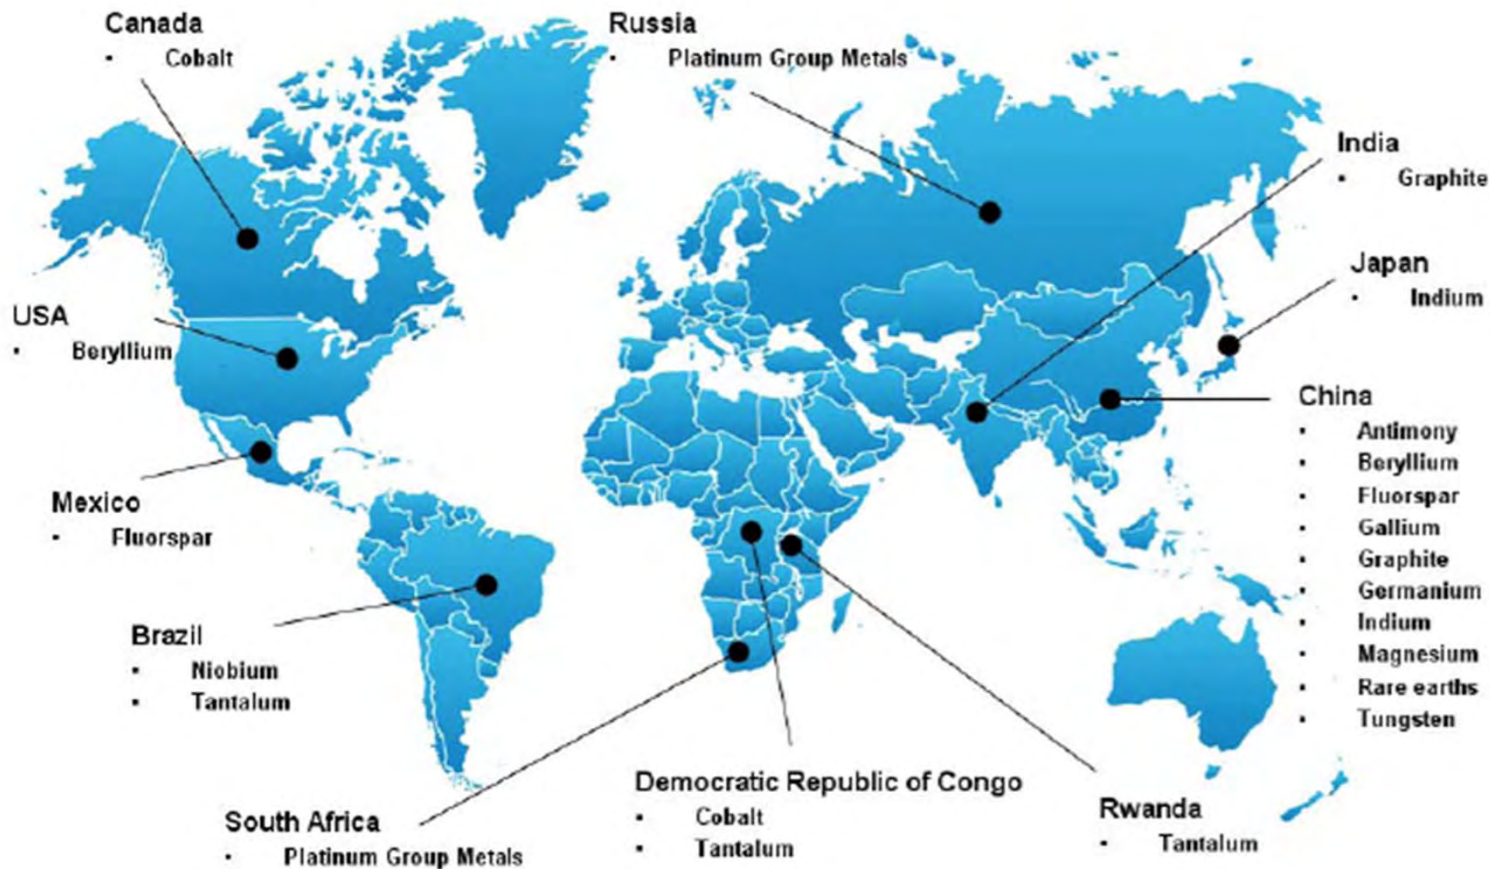 Canada
▪ Cobalt
Russia
▪ Platinum Group Metals
India
▪ Graphite
Japan
▪ Indium
USA
▪ Beryllium
China
▪ Antimony
▪ Beryllium
▪ Fluorspar
▪ Gallium
▪ Graphite
▪ Germanium
▪ Indium
▪ Magnesium
▪ Rare earths
▪ Tungsten
Mexico
▪ Fluorspar
Brazil
▪ Niobium
▪ Tantalum
South Africa
▪ Platinum Group Metals
Democratic Republic of Congo
▪ Cobalt
▪ Tantalum
Rwanda
▪ Tantalum